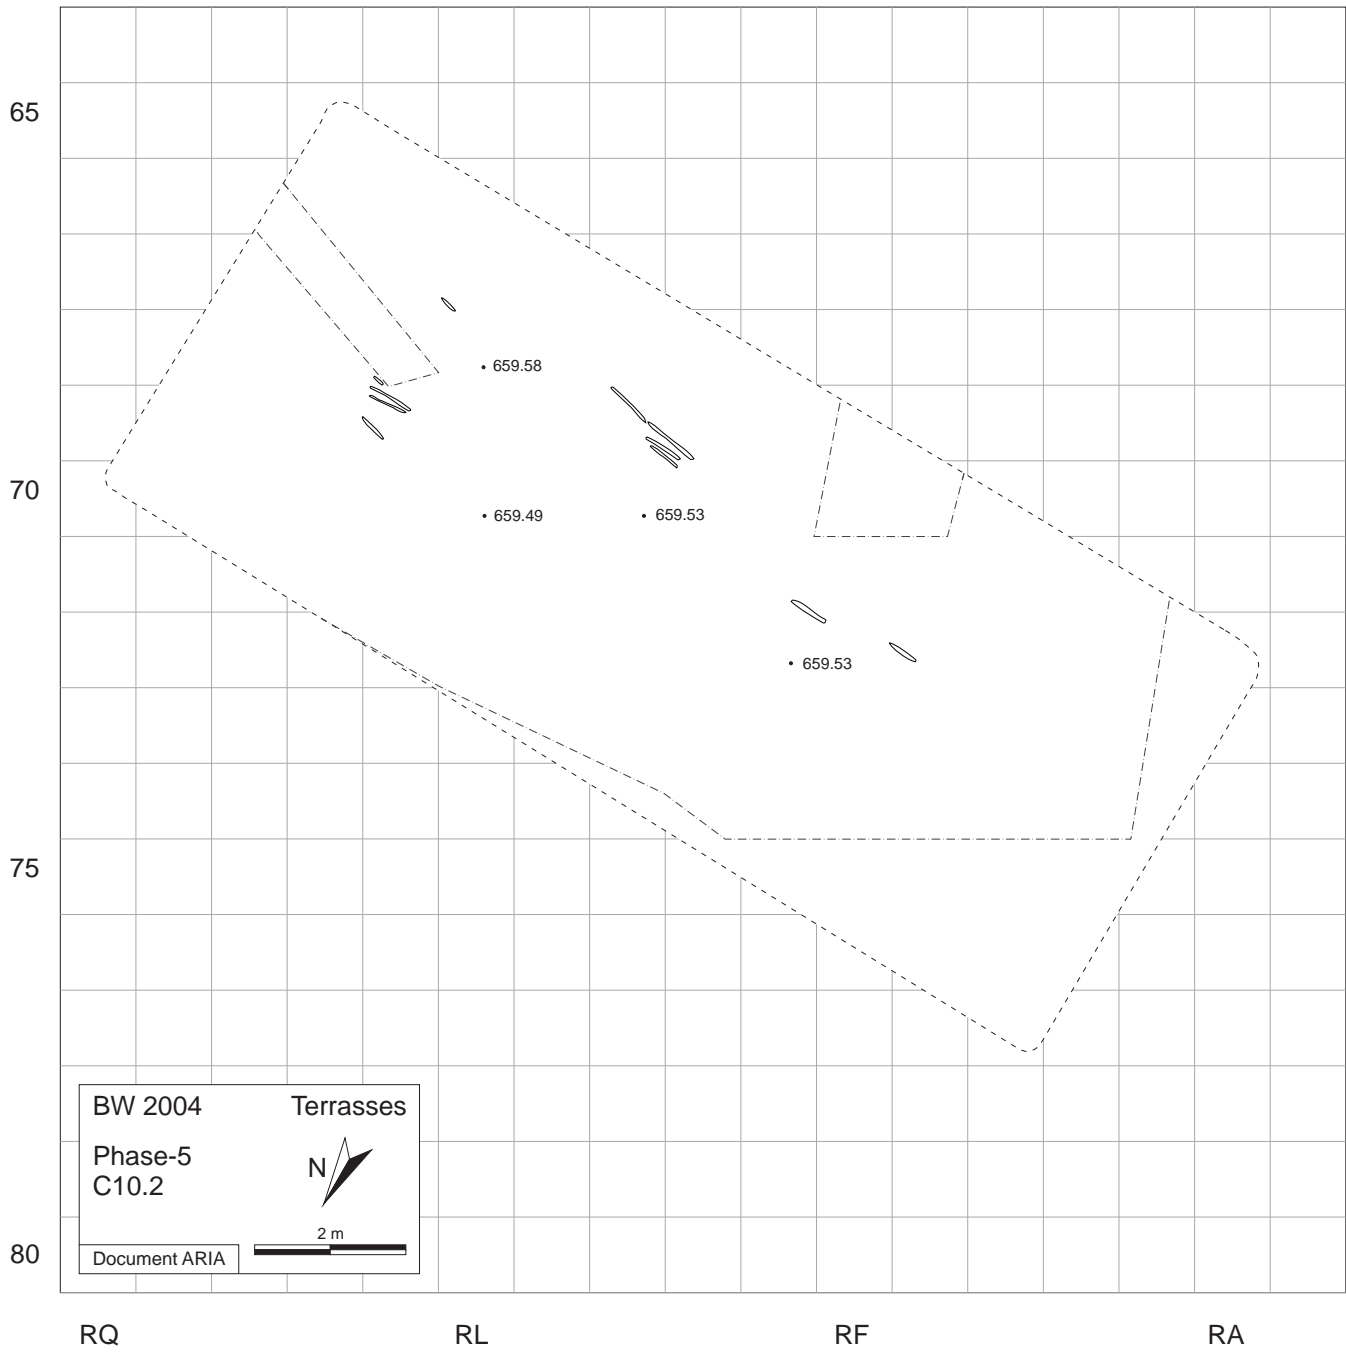 65
659.58
70
659.49
659.53
659.53
75
BW 2004 Terrasses
Phase-5
C10.2
N
2 m
Document ARIA
80
RQ RL RF RA